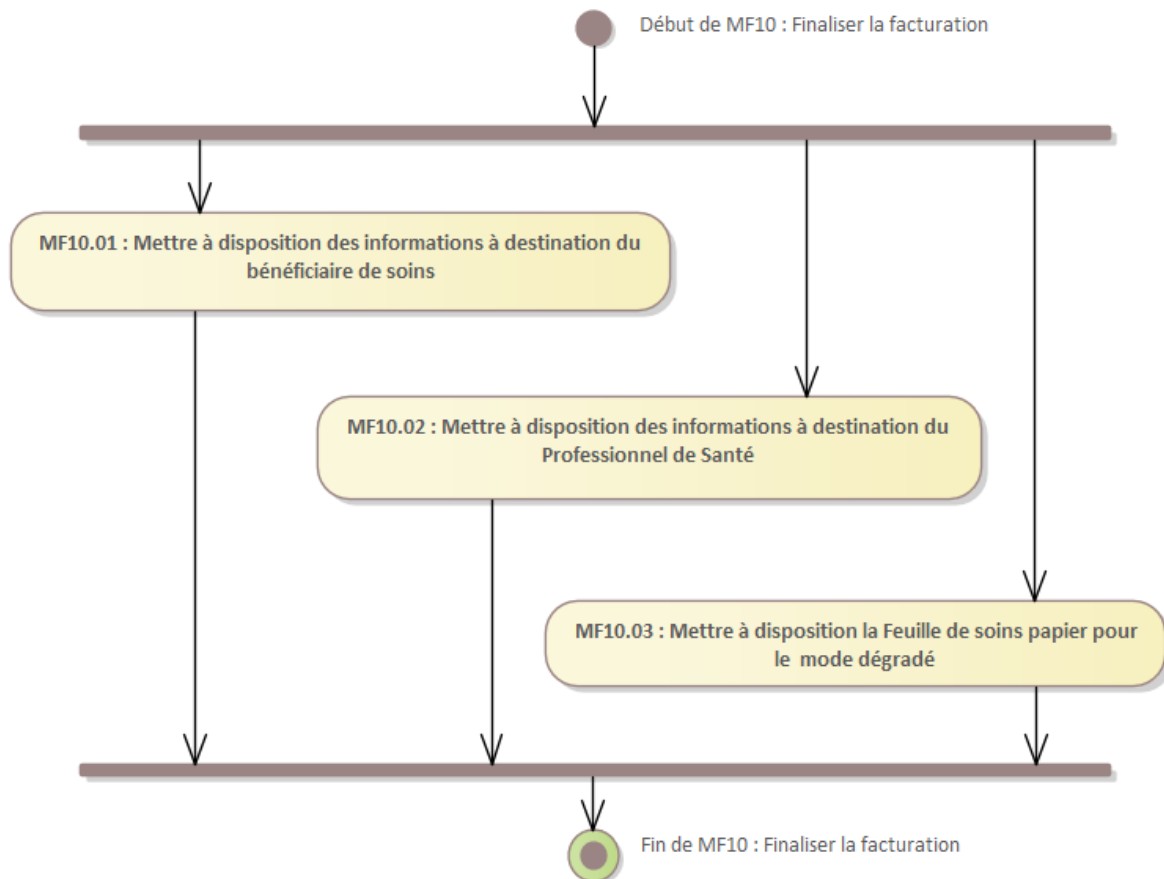 Début de MF10 : Finaliser la facturation
MF10.01 : Mettre à disposition des informations à destination du
bénéficiaire de soins
MF10.02 : Mettre à disposition des informations à destination du
Professionnel de Santé
MF10.03 : Mettre à disposition la Feuille de soins papier pour
le mode dégradé
Fin de MF10 : Finaliser la facturation